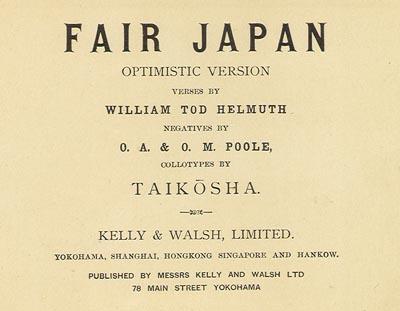 FAIR JAPAN
OPTIMISTIC VERSION
VERSES BY
WILLIAM TOD HELMUTH
NEGATIVES BY
O. A. & O. M. POOLE,
COLLOTYPES BY
TAIKŌSHA.
KELLY & WALSH, LIMITED.
YOKOHAMA, SHANGHAI, HONGKONG SINGAPORE AND HANKOW.
PUBLISHED BY MESSRS KELLY AND WALSH LTD
78 MAIN STREET YOKOHAMA